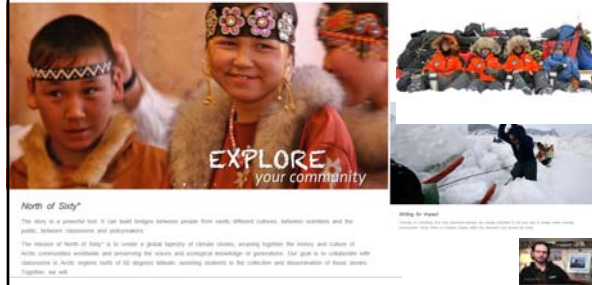 EXPLORE
your community
North of Sixty°
The story is a powerful tool. It can build bridges between people from vastly different cultures, between scientists and the
public, between classrooms and policymakers.
The mission of North of Sixty° is to create a global tapestry of climate stories, weaving together the history and culture of
Arctic communities worldwide and preserving the voices and ecological knowledge of generations. Our goal is to collaborate with
classrooms in Arctic regions north of 60 degrees latitude, assisting students in the collection and dissemination of these stories.
Together, we will
Writing for Impact